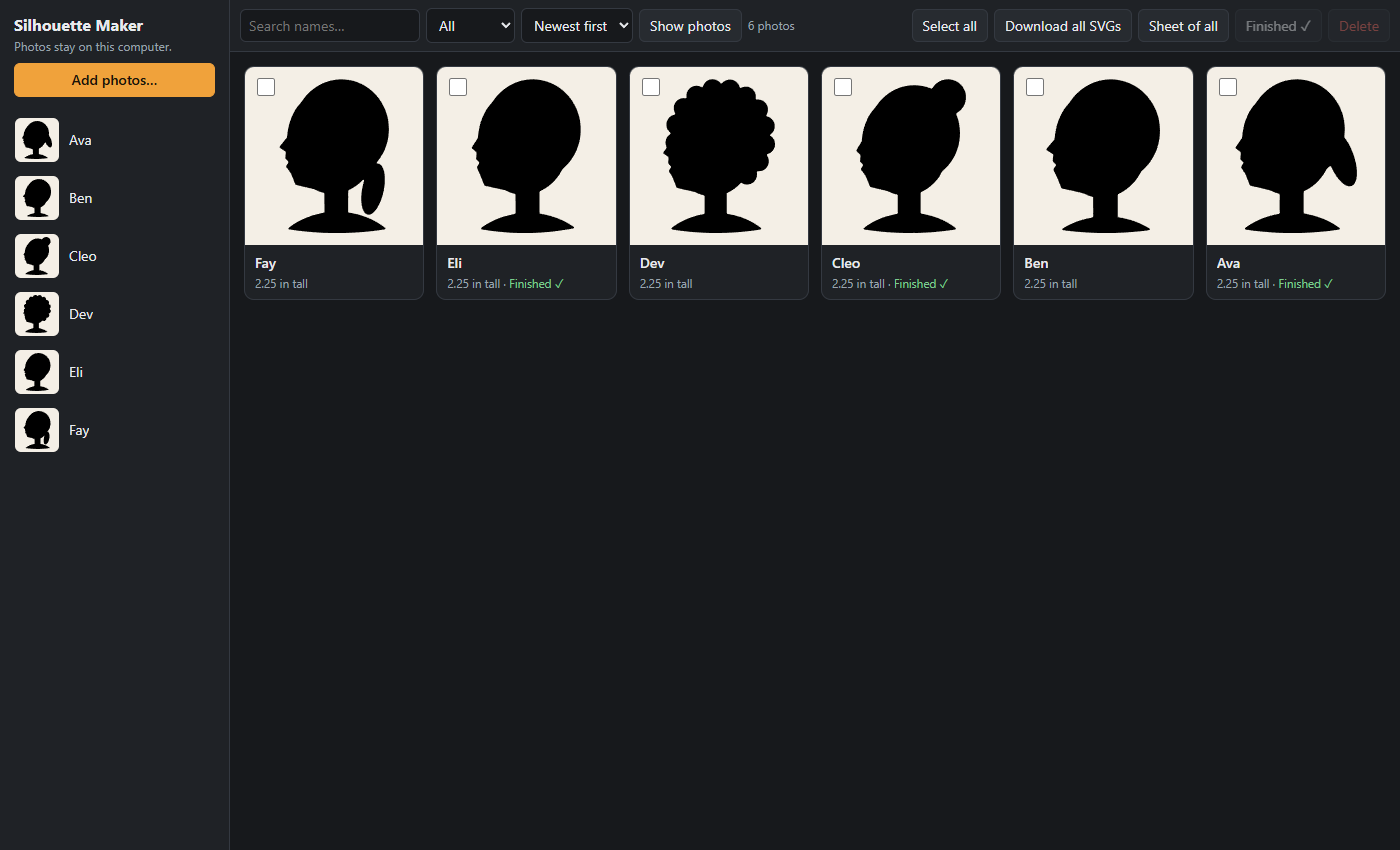 Silhouette Maker
Photos stay on this computer.
Add photos...
Ava
Ben
Cleo
Dev
Eli
Fay
Search names...
All
Newest first
Show photos
6 photos
Select all
Download all SVGs
Sheet of all
Finished ✓
Delete
Fay
2.25 in tall
Eli
2.25 in tall · Finished ✓
Dev
2.25 in tall
Cleo
2.25 in tall · Finished ✓
Ben
2.25 in tall
Ava
2.25 in tall · Finished ✓